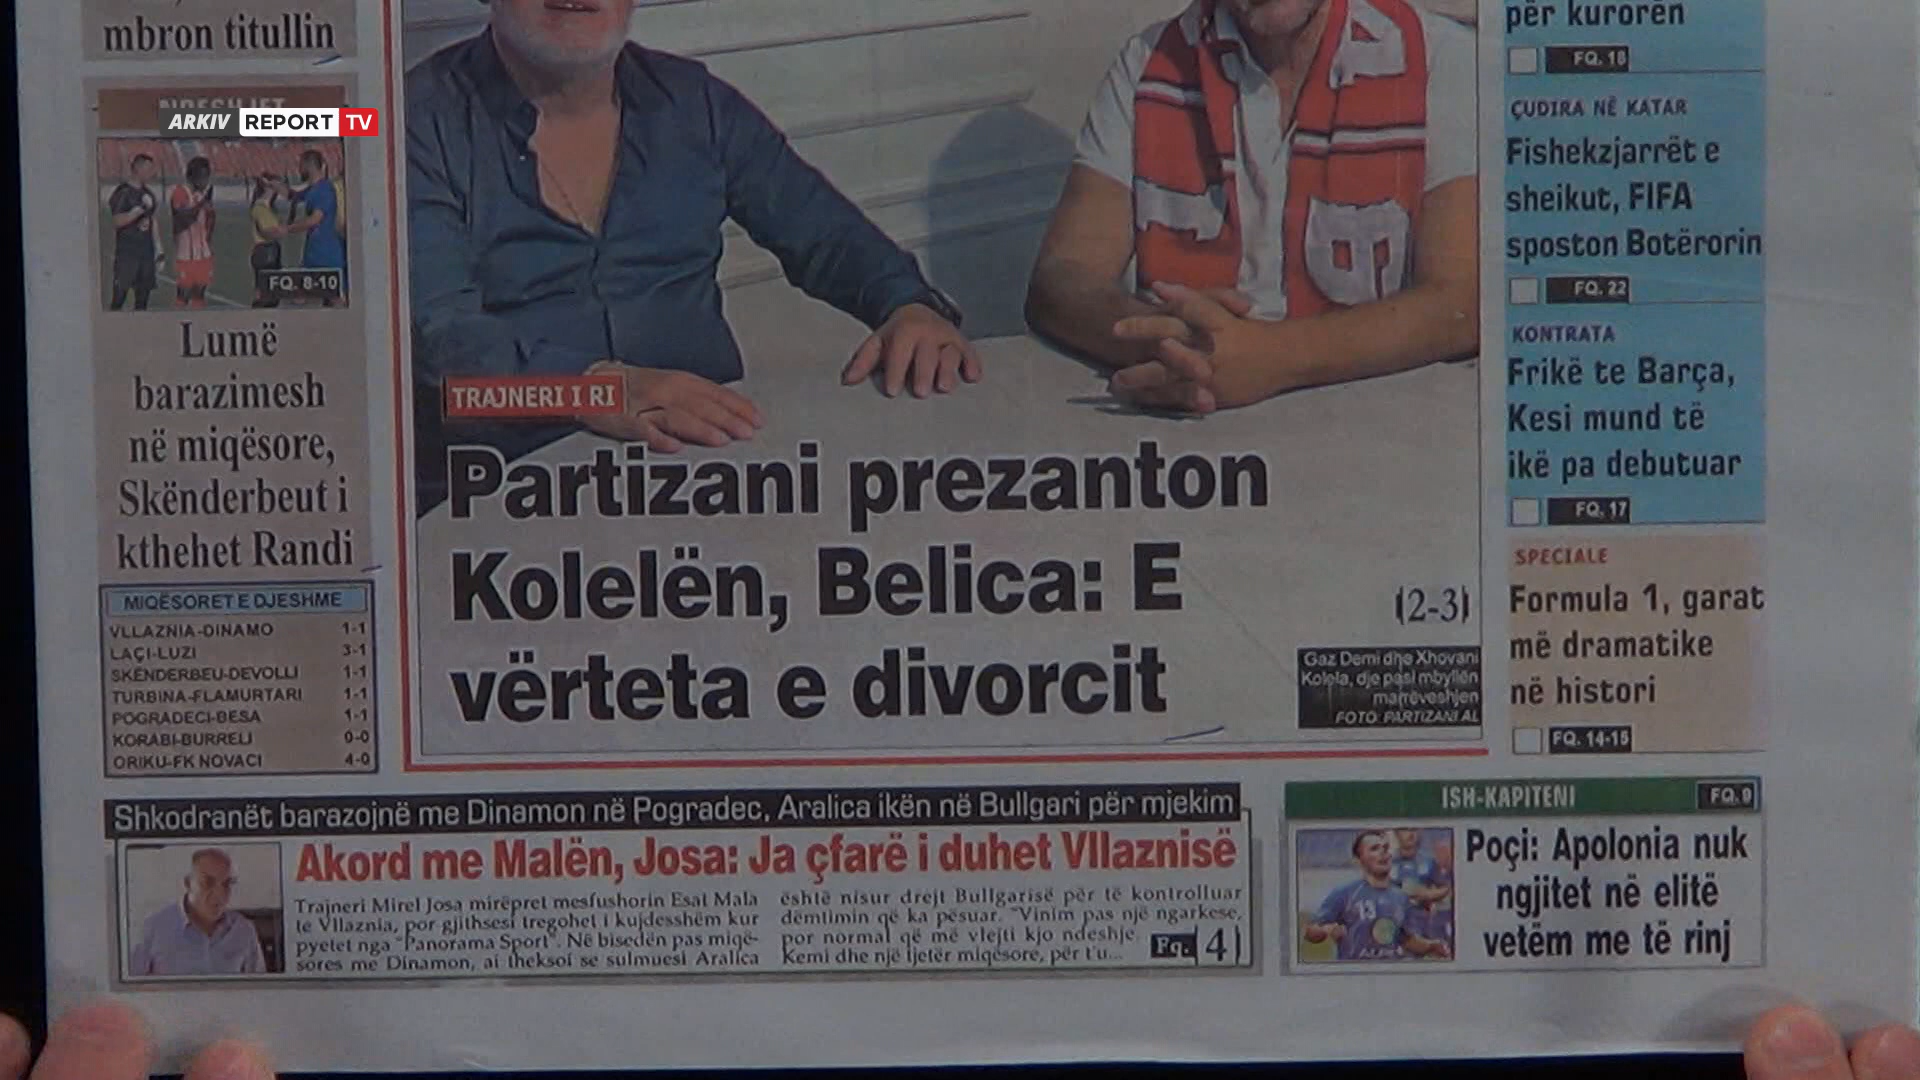 mbron titullin
NDESHJET
ARKIV REPORT TV
FQ. 8-10
Lumë
barazimesh
në miqësore,
Skënderbeut i
kthehet Randi
MIQËSORET E DJESHME
VLLAZNIA-DINAMO 1-1
LAÇI-LUZI 3-1
SKËNDERBEU-DEVOLLI 1-1
TURBINA-FLAMURTARI 1-1
POGRADECI-BESA 1-1
KORABI-BURRELI 0-0
ORIKU-FK NOVACI 4-0
TRAJNERI I RI
Partizani prezanton
Kolelën, Belica: E
vërteta e divorcit
(2-3)
Gaz Demi dhe Xhovani
Kolela, dje pasi mbyllën
marrëveshjen
FOTO: PARTIZANI AL
për kurorën
FQ. 18
ÇUDIRA NË KATAR
Fishekzjarrët e
sheikut, FIFA
sposton Botërorin
FQ. 22
KONTRATA
Frikë te Barça,
Kesi mund të
ikë pa debutuar
FQ. 17
SPECIALE
Formula 1, garat
më dramatike
në histori
FQ. 14-15
Shkodranët barazojnë me Dinamon në Pogradec, Aralica ikën në Bullgari për mjekim
Akord me Malën, Josa: Ja çfarë i duhet Vllaznisë
Trajneri Mirel Josa mirëpret mesfushorin Esat Mala
te Vllaznia, por gjithsesi tregohet i kujdesshëm kur
pyetet nga "Panorama Sport". Në bisedën pas miqë-
sores me Dinamon, ai theksoi se sulmuesi Aralica
është nisur drejt Bullgarisë për të kontrolluar
dëmtimin që ka pësuar. "Vinim pas një ngarkese,
por normal që më vlejti kjo ndeshje.
Kemi dhe një tjetër miqësore, për t'u...
Fq. 4
ISH-KAPITENI
FQ. 9
Poçi: Apolonia nuk
ngjitet në elitë
vetëm me të rinj